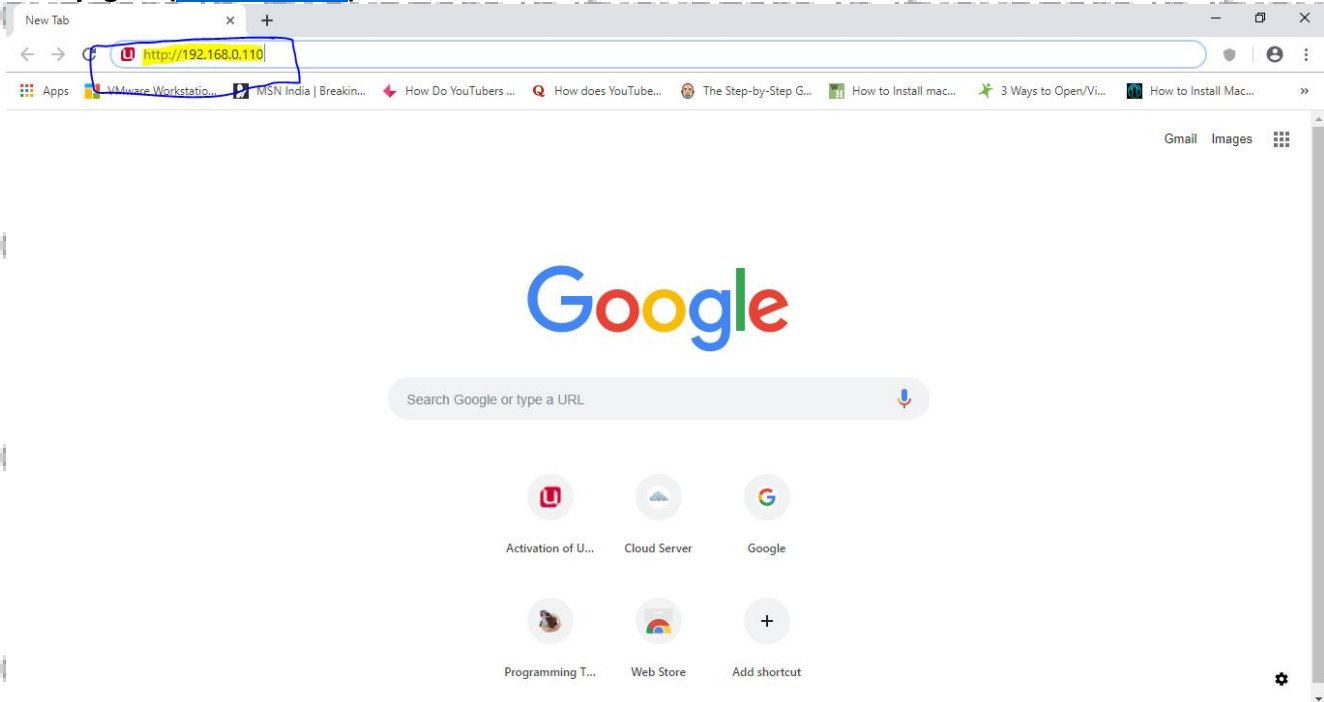 New Tab
http://192.168.0.110
Apps VMware Workstatio... MSN India | Breakin... How Do YouTubers ... Q How does YouTube... The Step-by-Step G... How to Install mac... 3 Ways to Open/Vi... How to Install Mac... »
Gmail Images
Google
Search Google or type a URL
Activation of U... Cloud Server Google
Programming T... Web Store Add shortcut